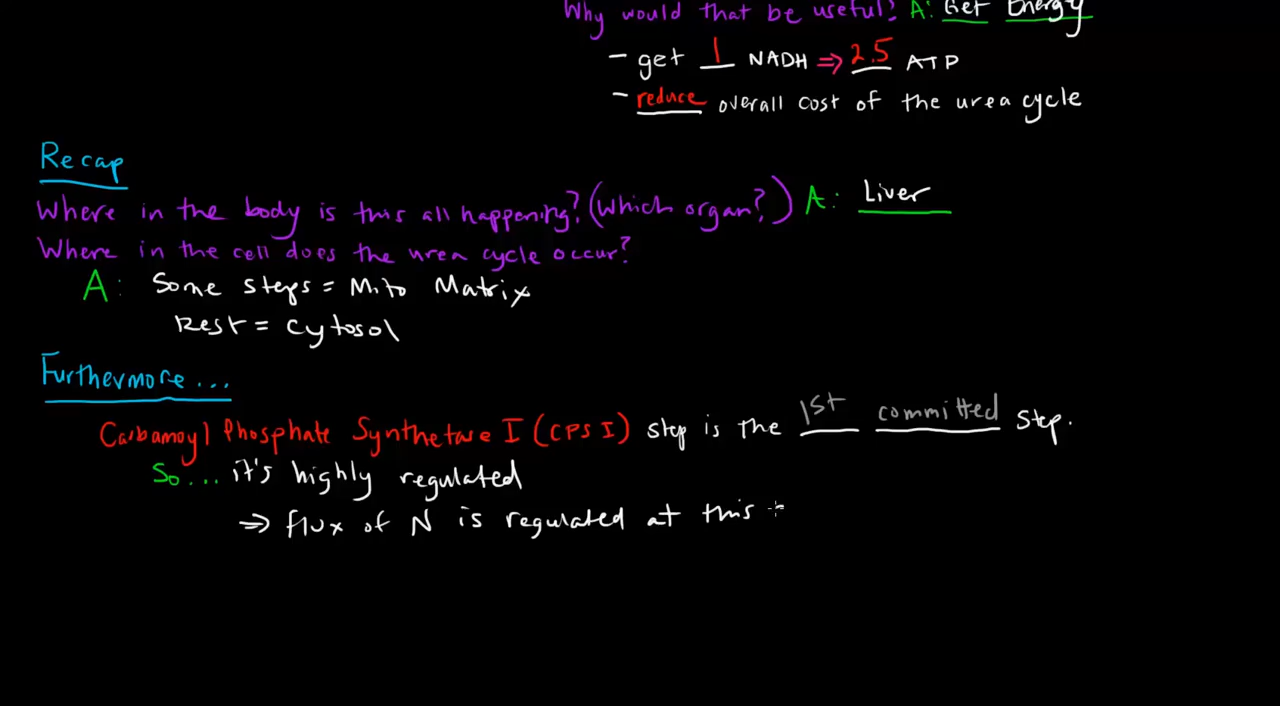 Why would that be useful? A: Get Energy
- get 1 NADH ⇒ 2.5 ATP
- reduce overall cost of the urea cycle
Recap
Where in the body is this all happening? (Which organ?) A: Liver
Where in the cell does the urea cycle occur?
A: Some steps = Mito Matrix
Rest = Cytosol
Furthermore...
Carbamoyl Phosphate Synthetase I (CPS I) step is the 1st committed step.
So... it's highly regulated
⇒ flux of N is regulated at this